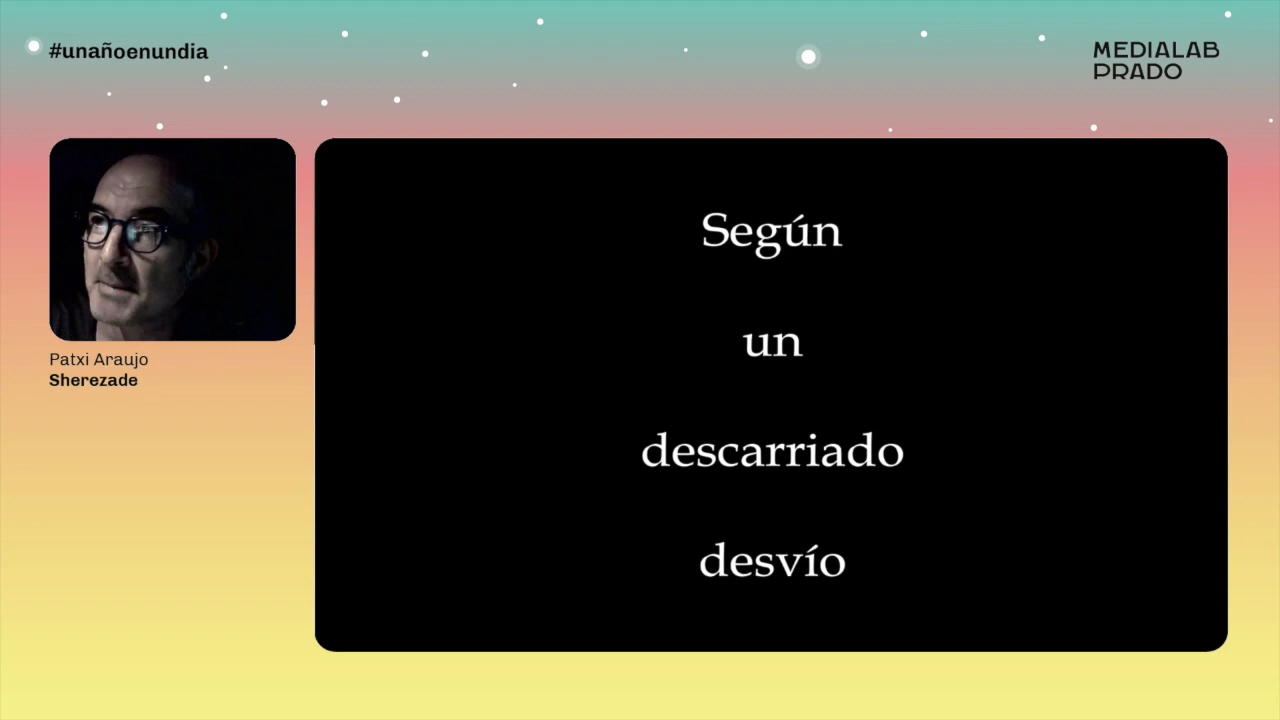 #unañoenundia
MEDIALAB
PRADO
Patxi Araujo
Sherezade
Según
un
descarriado
desvío